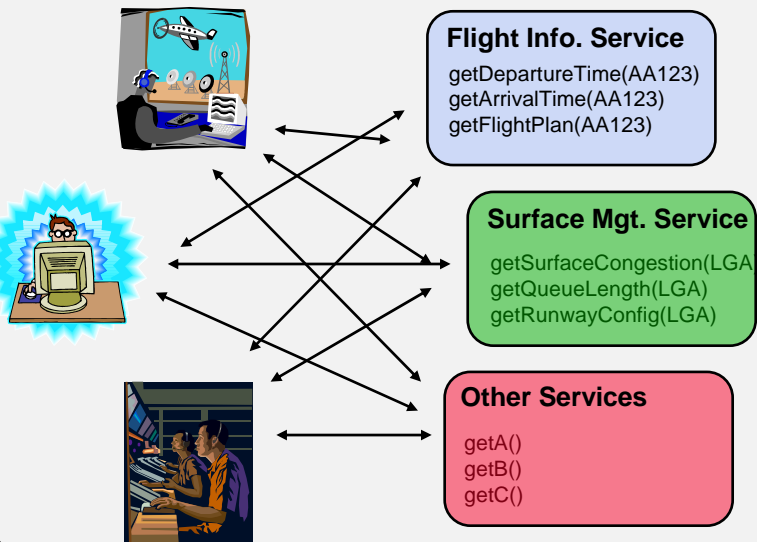 Flight Info. Service
getDepartureTime(AA123)
getArrivalTime(AA123)
getFlightPlan(AA123)
Surface Mgt. Service
getSurfaceCongestion(LGA
getQueueLength(LGA)
getRunwayConfig(LGA)
Other Services
getA()
getB()
getC()